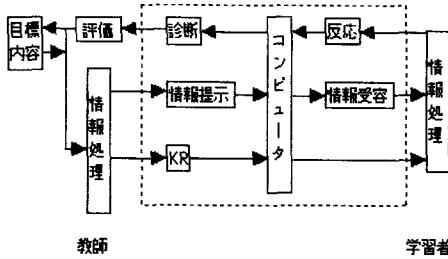 目標
内容
評価
診断
反応
コンピュータ
情報処理
情報提示
情報受容
情報処理
KR
教師
学習者